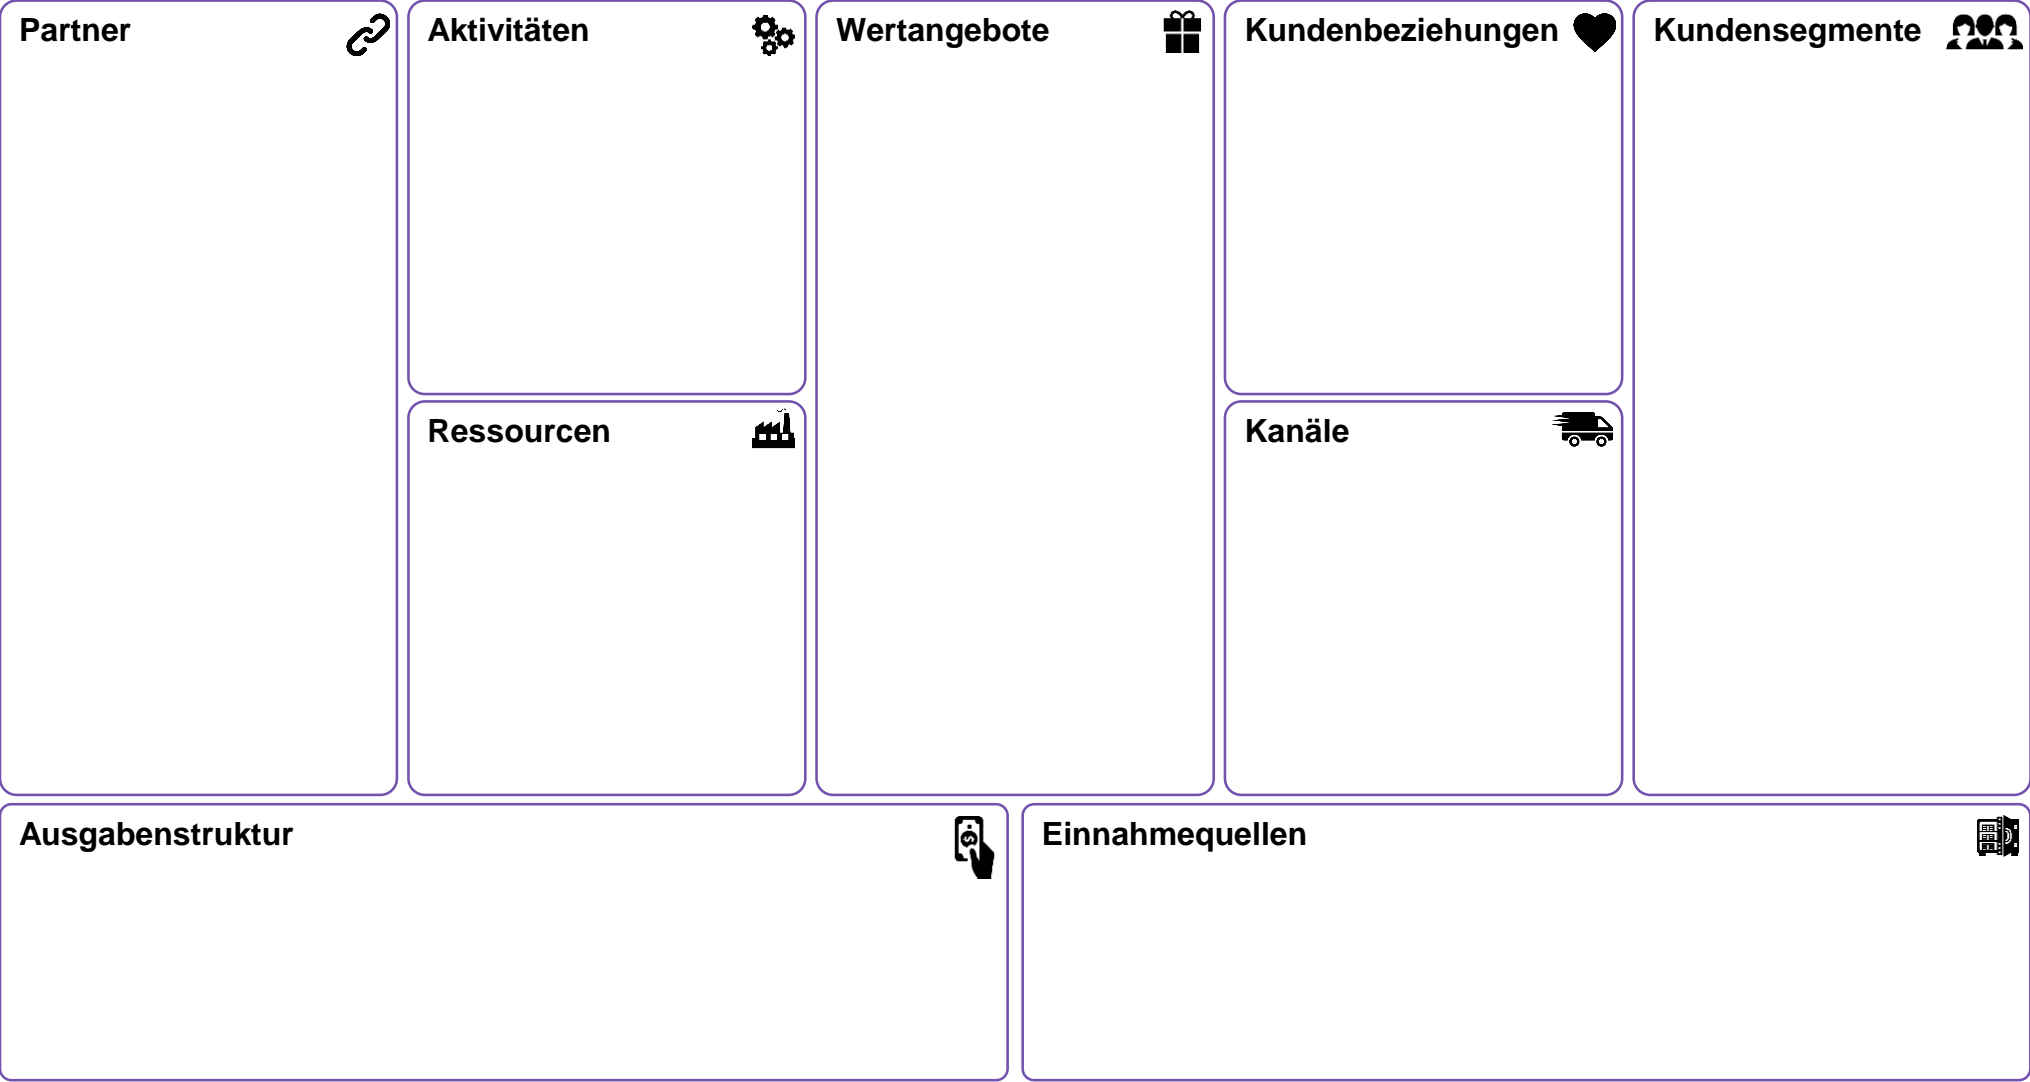 Partner
Aktivitäten
Wertangebote
Kundenbeziehungen
Kundensegmente
Ressourcen
Kanäle
Ausgabenstruktur
Einnahmequellen